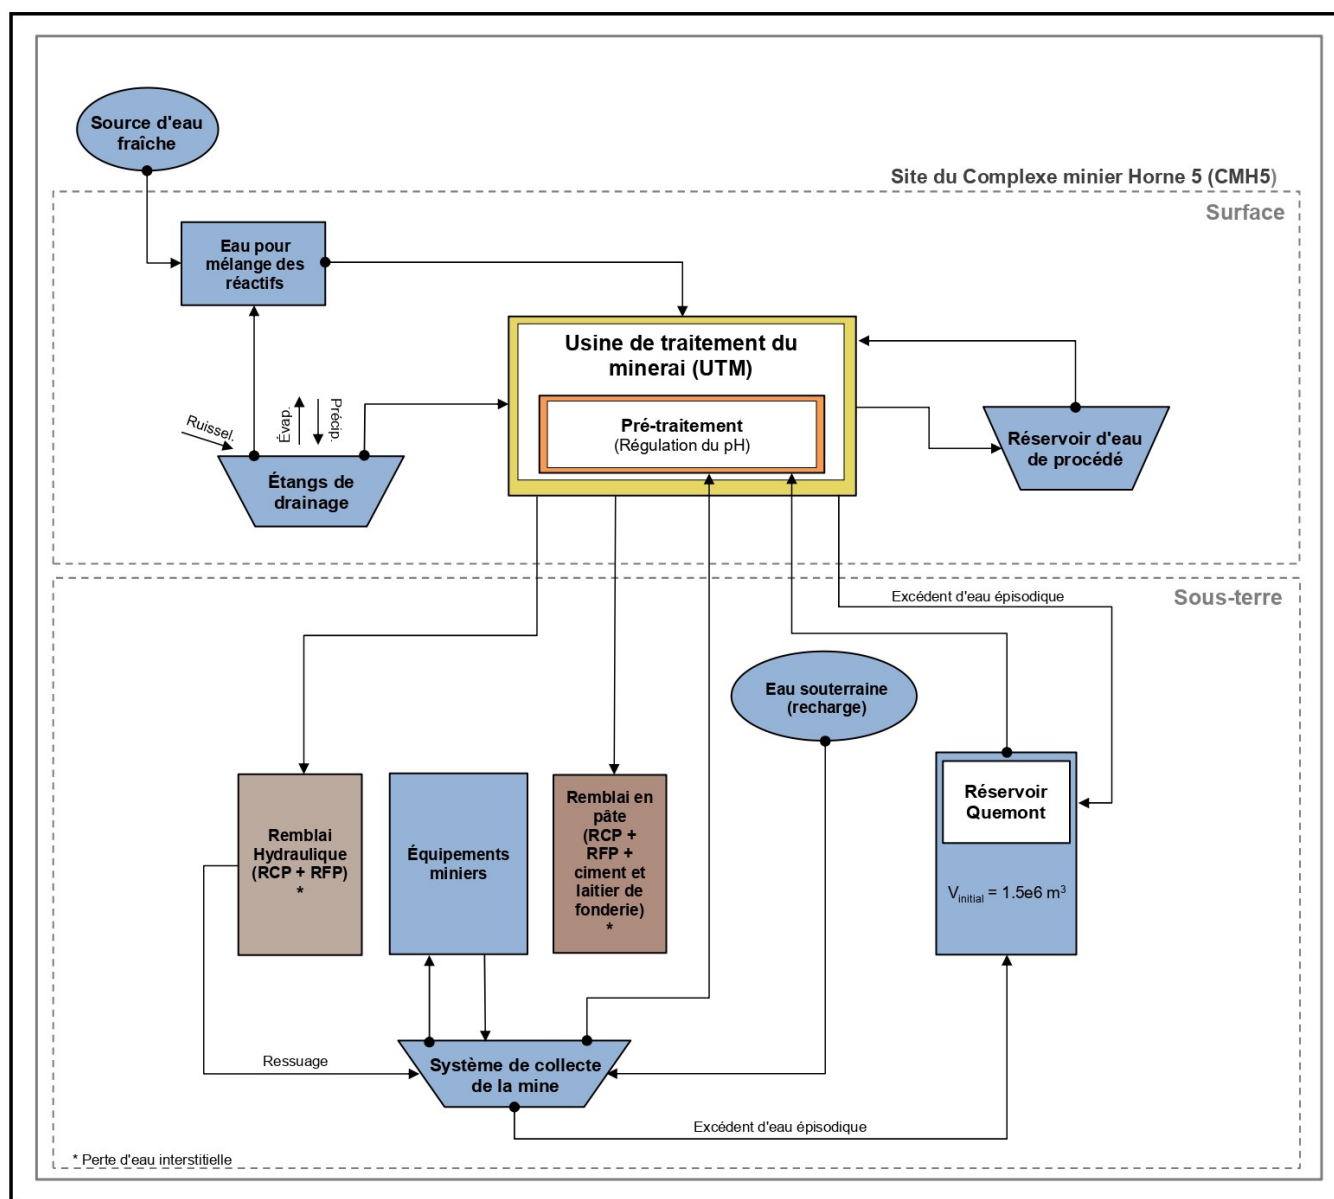 Source d'eau
fraîche
Site du Complexe minier Horne 5 (CMH5)
Surface
Eau pour
mélange des
réactifs
Usine de traitement du
minerai (UTM)
Pré-traitement
(Régulation du pH)
Ruissel.
Évap.
Précip.
Étangs de
drainage
Réservoir d'eau
de procédé
Excédent d'eau épisodique
Sous-terre
Eau souterraine
(recharge)
Remblai
Hydraulique
(RCP + RFP)
*
Équipements
miniers
Remblai en
pâte
(RCP +
RFP +
ciment et
laitier de
fonderie)
*
Réservoir
Quemont
Vinitial = 1.5e6 m³
Ressuage
Système de collecte
de la mine
Excédent d'eau épisodique
* Perte d'eau interstitielle